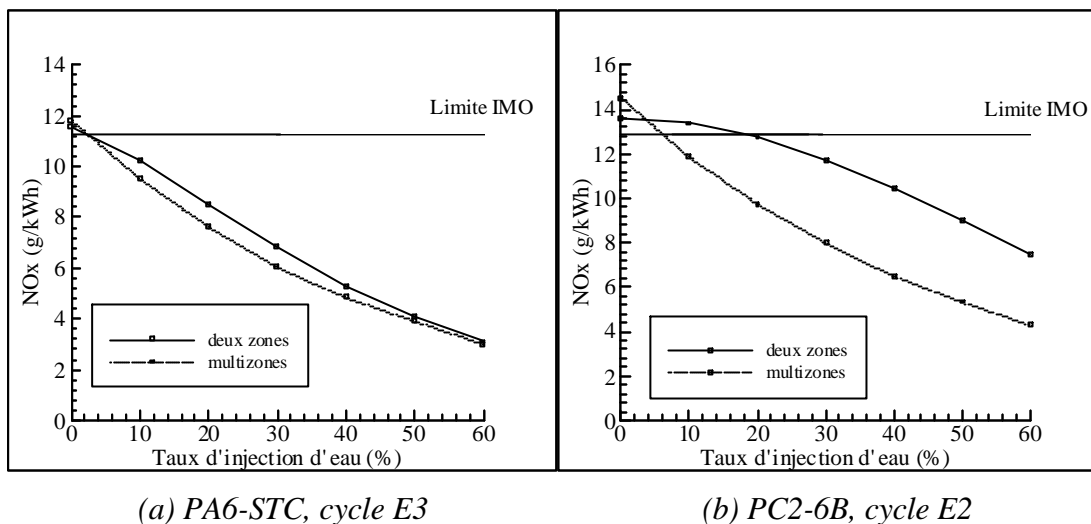 14
12
10
8
6
4
2
0
NOx (g/kWh)
Limite IMO
deux zones
multizones
0 10 20 30 40 50 60
Taux d'injection d'eau (%)
(a) PA6-STC, cycle E3
16
14
12
10
8
6
4
2
0
NOx (g/kWh)
Limite IMO
deux zones
multizones
0 10 20 30 40 50 60
Taux d'injection d'eau (%)
(b) PC2-6B, cycle E2